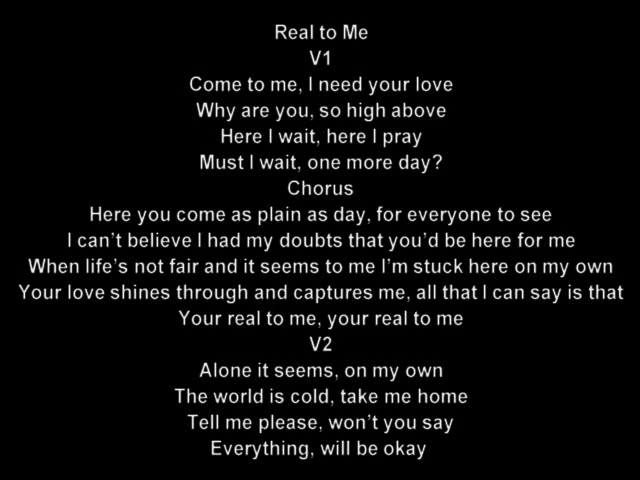 Real to Me
V1
Come to me, I need your love
Why are you, so high above
Here I wait, here I pray
Must I wait, one more day?
Chorus
Here you come as plain as day, for everyone to see
I can't believe I had my doubts that you'd be here for me
When life's not fair and it seems to me I'm stuck here on my own
Your love shines through and captures me, all that I can say is that
Your real to me, your real to me
V2
Alone it seems, on my own
The world is cold, take me home
Tell me please, won't you say
Everything, will be okay